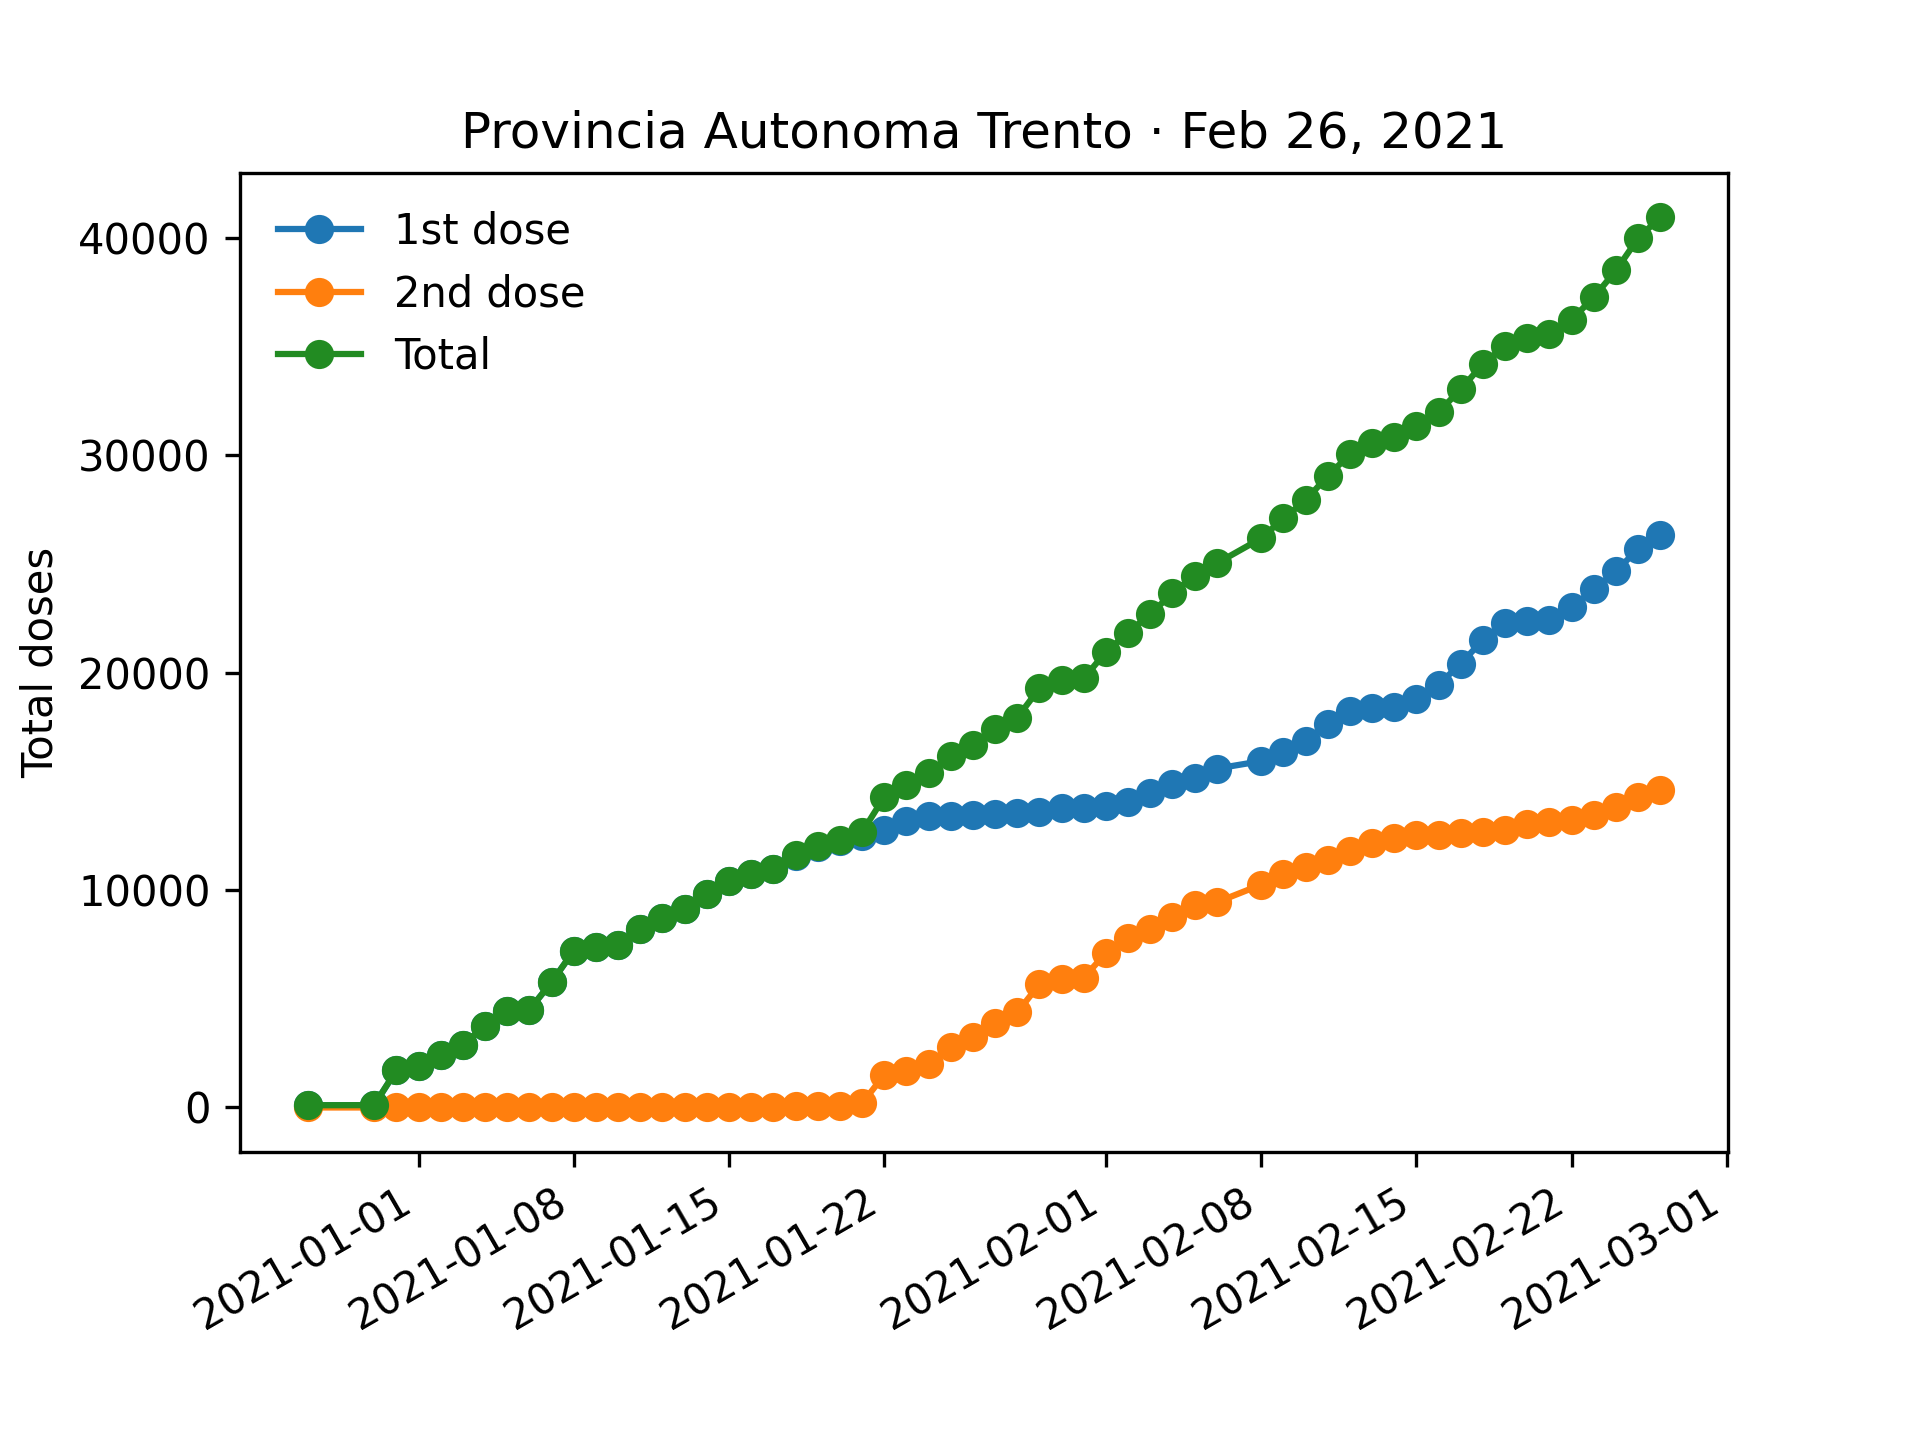 Provincia Autonoma Trento · Feb 26, 2021
1st dose
2nd dose
Total
Total doses
40000
30000
20000
10000
0
2021-01-01
2021-01-08
2021-01-15
2021-01-22
2021-02-01
2021-02-08
2021-02-15
2021-02-22
2021-03-01